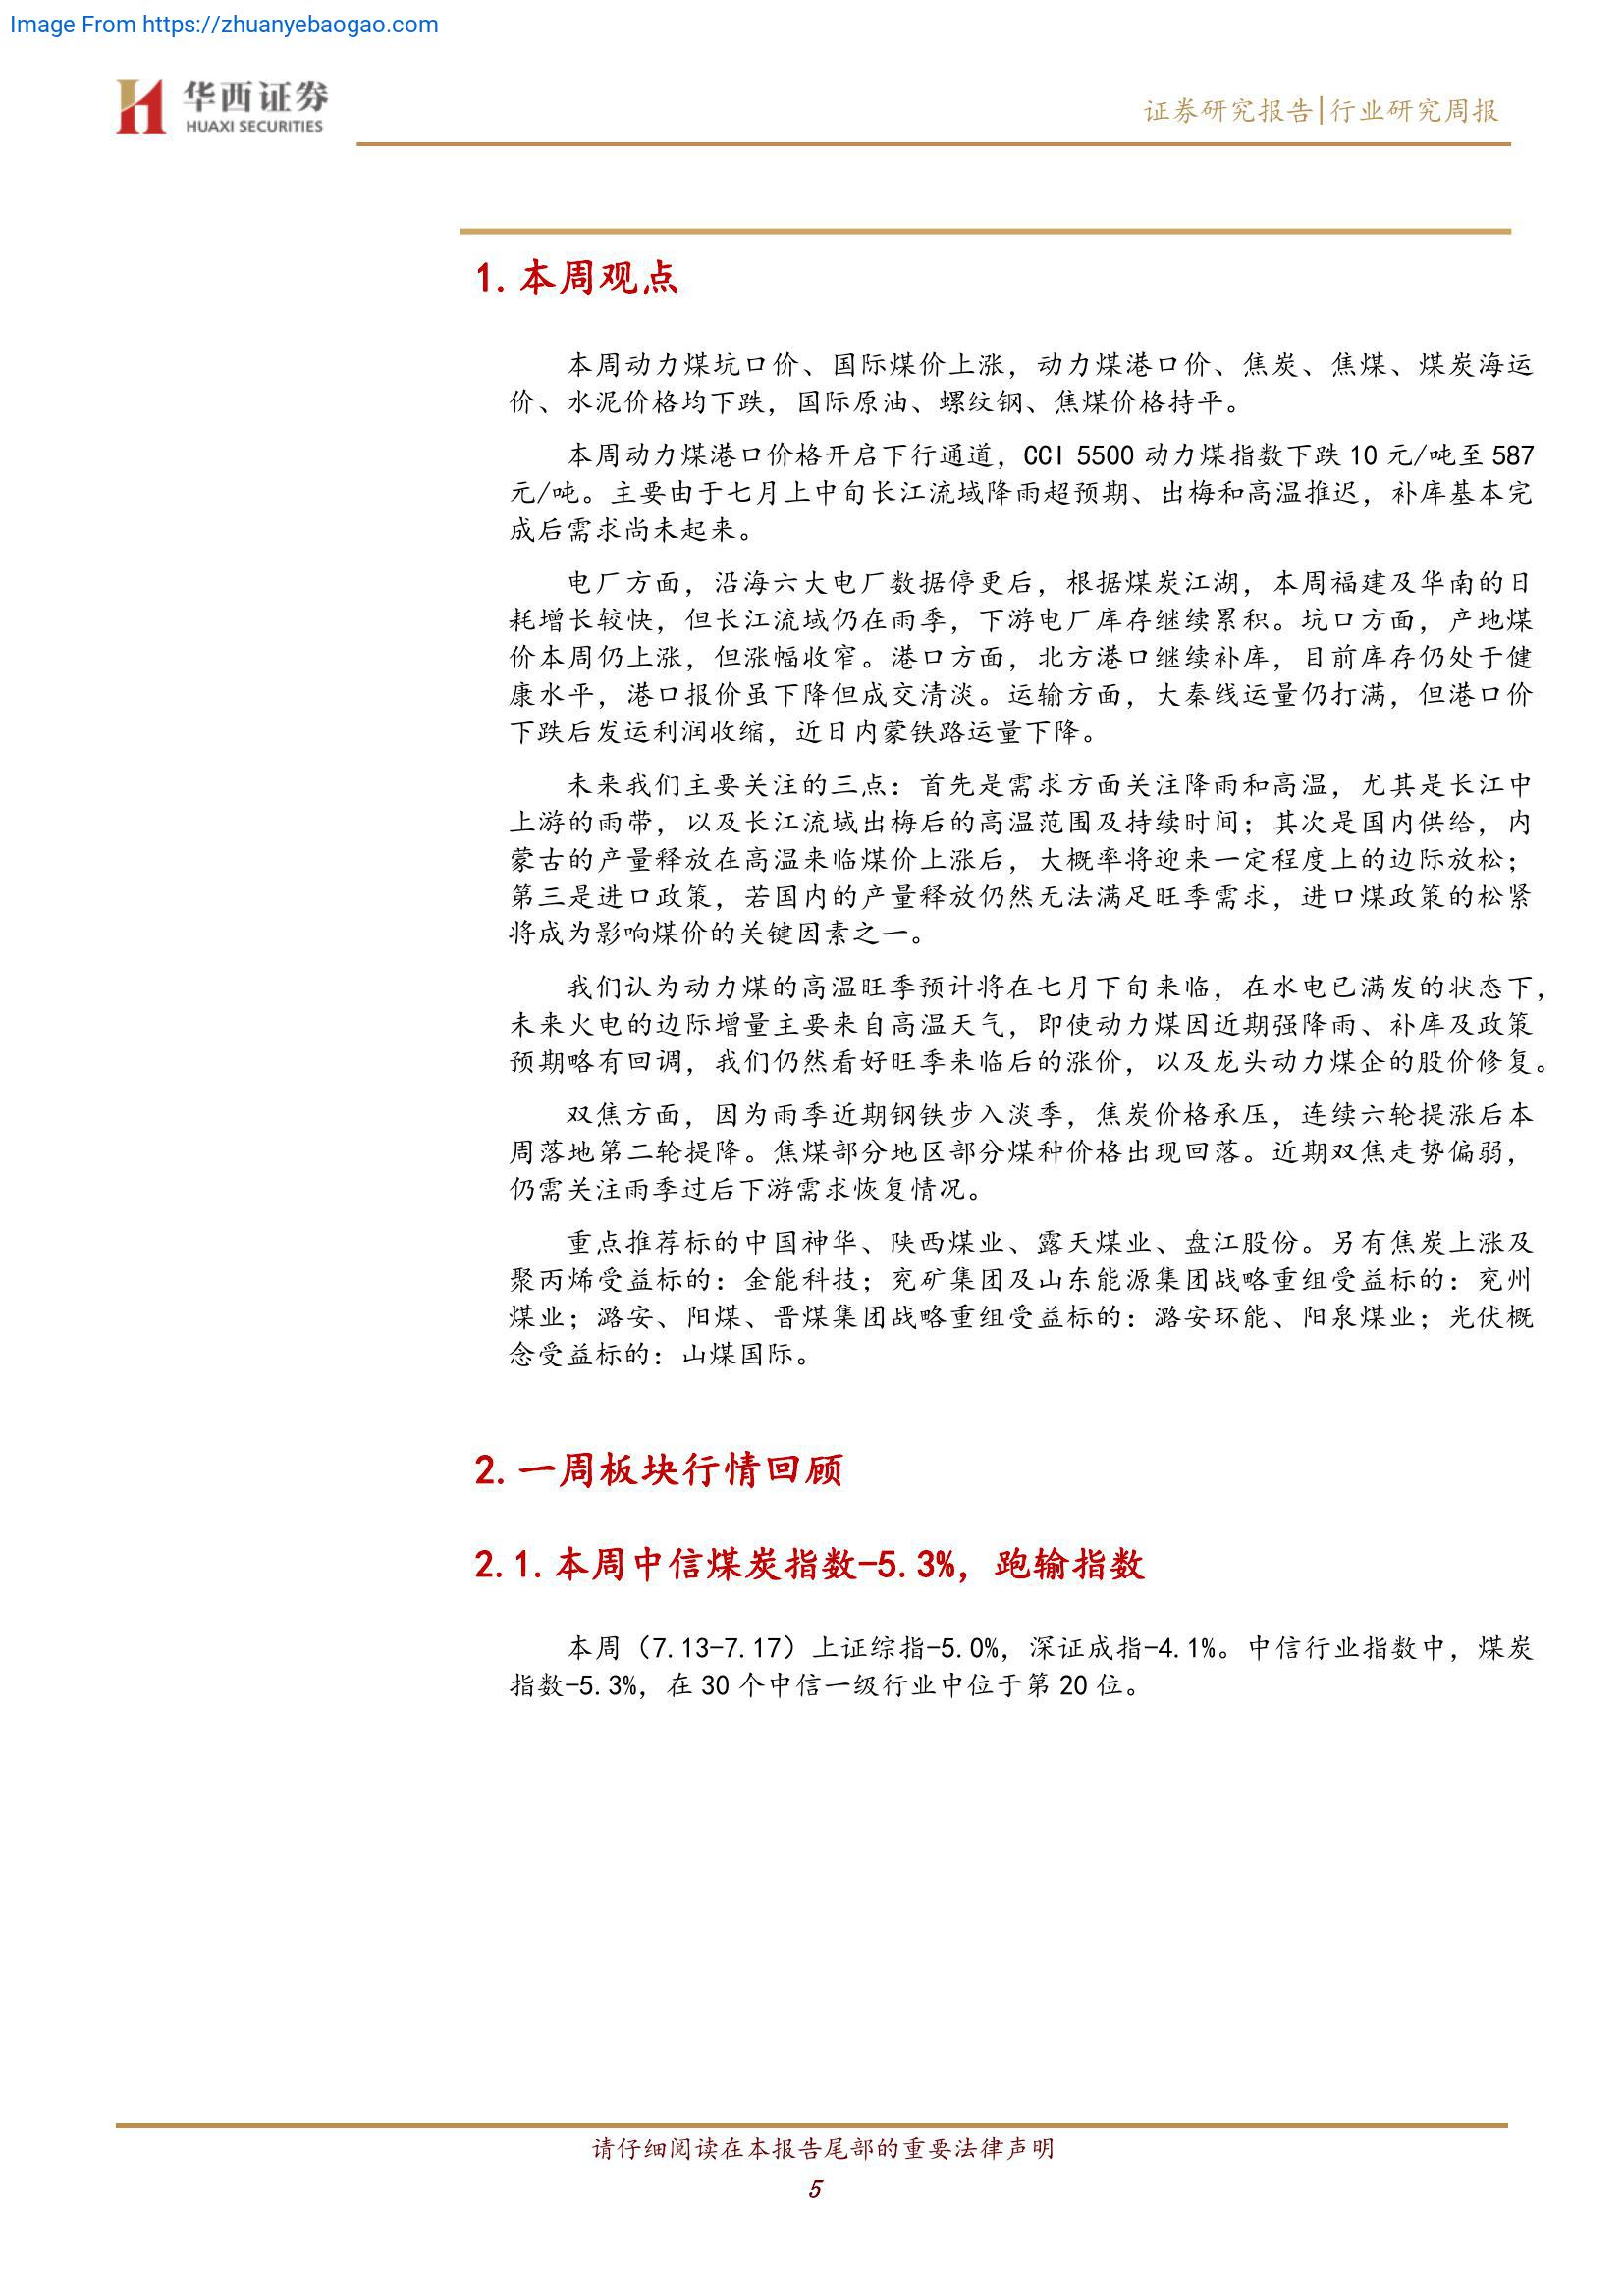 Image From https://zhuanyebaogao.com
华西证券
HUAXI SECURITIES
证券研究报告|行业研究周报
1. 本周观点
本周动力煤坑口价、国际煤价上涨，动力煤港口价、焦炭、焦煤、煤炭海运
价、水泥价格均下跌，国际原油、螺纹钢、焦煤价格持平。
本周动力煤港口价格开启下行通道，CCI 5500 动力煤指数下跌 10 元/吨至 587
元/吨。主要由于七月上中旬长江流域降雨超预期、出梅和高温推迟，补库基本完
成后需求尚未起来。
电厂方面，沿海六大电厂数据停更后，根据煤炭江湖，本周福建及华南的日
耗增长较快，但长江流域仍在雨季，下游电厂库存继续累积。坑口方面，产地煤
价本周仍上涨，但涨幅收窄。港口方面，北方港口继续补库，目前库存仍处于健
康水平，港口报价虽下降但成交清淡。运输方面，大秦线运量仍打满，但港口价
下跌后发运利润收缩，近日内蒙铁路运量下降。
未来我们主要关注的三点：首先是需求方面关注降雨和高温，尤其是长江中
上游的雨带，以及长江流域出梅后的高温范围及持续时间；其次是国内供给，内
蒙古的产量释放在高温来临煤价上涨后，大概率将迎来一定程度上的边际放松；
第三是进口政策，若国内的产量释放仍然无法满足旺季需求，进口煤政策的松紧
将成为影响煤价的关键因素之一。
我们认为动力煤的高温旺季预计将在七月下旬来临，在水电已满发的状态下，
未来火电的边际增量主要来自高温天气，即使动力煤因近期强降雨、补库及政策
预期略有回调，我们仍然看好旺季来临后的涨价，以及龙头动力煤企的股价修复。
双焦方面，因为雨季近期钢铁步入淡季，焦炭价格承压，连续六轮提涨后本
周落地第二轮提降。焦煤部分地区部分煤种价格出现回落。近期双焦走势偏弱，
仍需关注雨季过后下游需求恢复情况。
重点推荐标的中国神华、陕西煤业、露天煤业、盘江股份。另有焦炭上涨及
聚丙烯受益标的：金能科技；兖矿集团及山东能源集团战略重组受益标的：兖州
煤业；潞安、阳煤、晋煤集团战略重组受益标的：潞安环能、阳泉煤业；光伏概
念受益标的：山煤国际。
2. 一周板块行情回顾
2.1. 本周中信煤炭指数-5.3%，跑输指数
本周（7.13-7.17）上证综指-5.0%，深证成指-4.1%。中信行业指数中，煤炭
指数-5.3%，在 30 个中信一级行业中位于第 20 位。
请仔细阅读在本报告尾部的重要法律声明
5